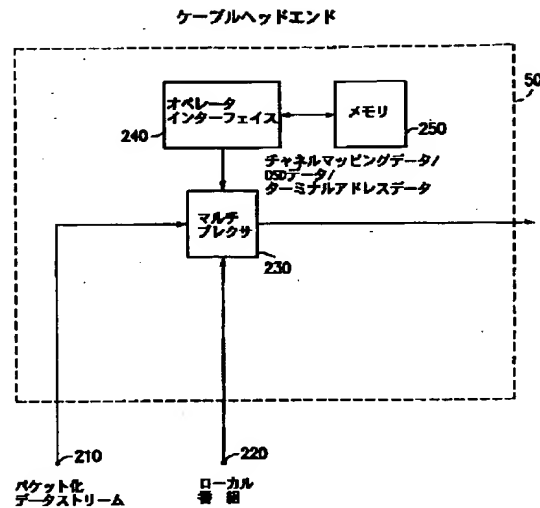 ケーブルヘッドエンド
50
オペレータ
インターフェイス
240
メモリ
250
チャネルマッピングデータ/
DSDデータ/
ターミナルアドレスデータ
マルチ
プレクサ
230
210
パケット化
データストリーム
220
ローカル
番組